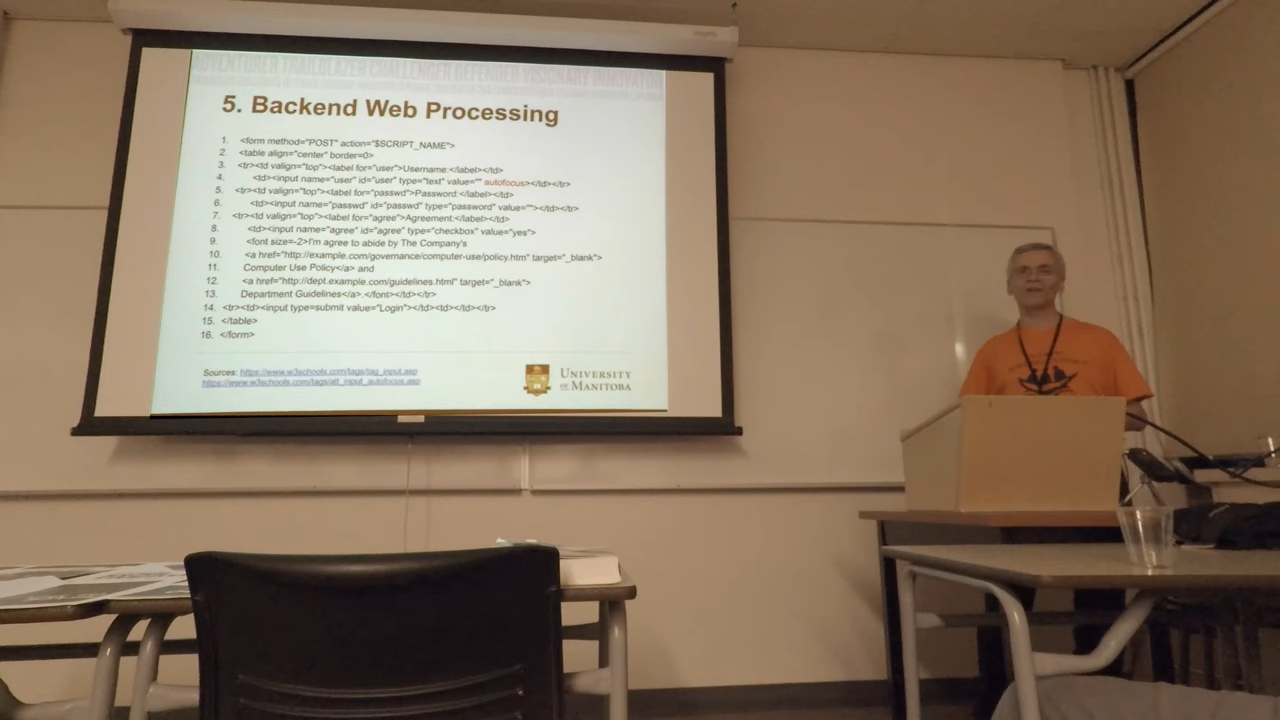 ADVENTURER TRAILBLAZER CHALLENGER DEFENDER VISIONARY INNOVATOR
5. Backend Web Processing
1. <form method="POST" action="$SCRIPT_NAME">
2. <table align="center" border=0>
3. <tr><td valign="top"><label for="user">Username:</label></td>
4. <td><input name="user" id="user" type="text" value="" autofocus></td></tr>
5. <tr><td valign="top"><label for="passwd">Password:</label></td>
6. <td><input name="passwd" id="passwd" type="password" value=""></td></tr>
7. <tr><td valign="top"><label for="agree">Agreement:</label></td>
8. <td><input name="agree" id="agree" type="checkbox" value="yes">
9. <font size=-2>I'm agree to abide by The Company's
10. <a href="http://example.com/governance/computer-use/policy.htm" target="_blank">
11. Computer Use Policy</a> and
12. <a href="http://dept.example.com/guidelines.html" target="_blank">
13. Department Guidelines</a>.</font></td></tr>
14. <tr><td><input type=submit value="Login"></td><td></td></tr>
15. </table>
16. </form>
Sources: https://www.w3schools.com/tags/tag_input.asp
https://www.w3schools.com/tags/att_input_autofocus.asp
UNIVERSITY
OF MANITOBA